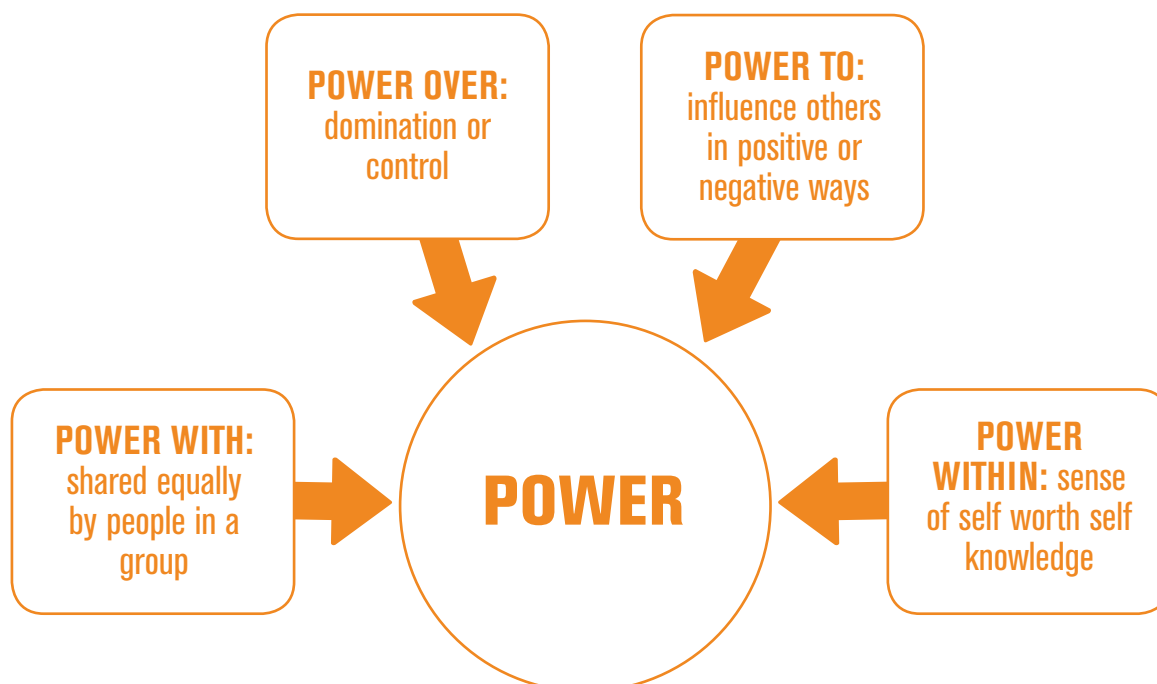 POWER OVER:
domination or
control
POWER TO:
influence others
in positive or
negative ways
POWER WITH:
shared equally
by people in a
group
POWER
POWER
WITHIN: sense
of self worth self
knowledge